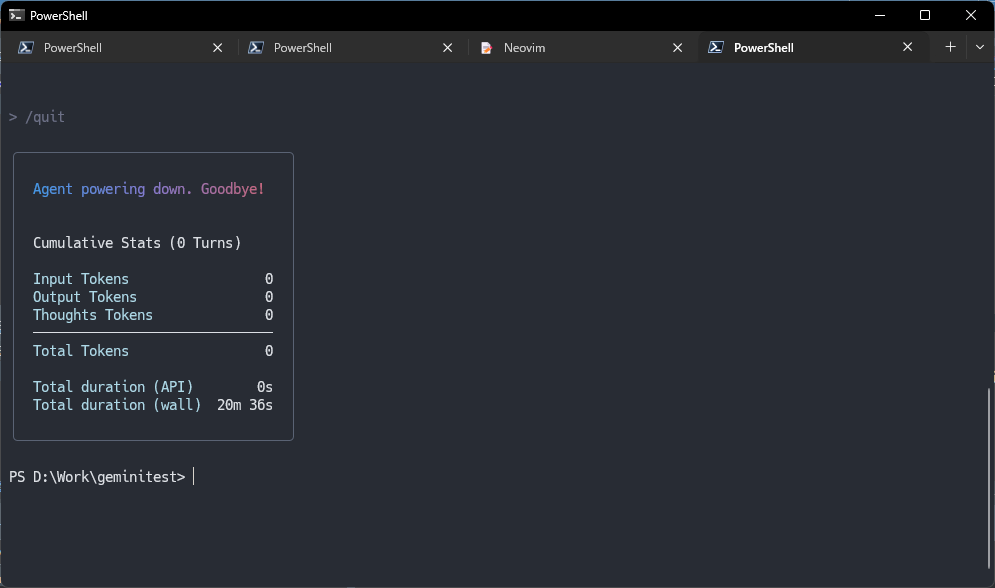 PowerShell
PowerShell PowerShell Neovim PowerShell
> /quit
Agent powering down. Goodbye!
Cumulative Stats (0 Turns)
Input Tokens 0
Output Tokens 0
Thoughts Tokens 0
Total Tokens 0
Total duration (API) 0s
Total duration (wall) 20m 36s
PS D:\Work\geminitest>